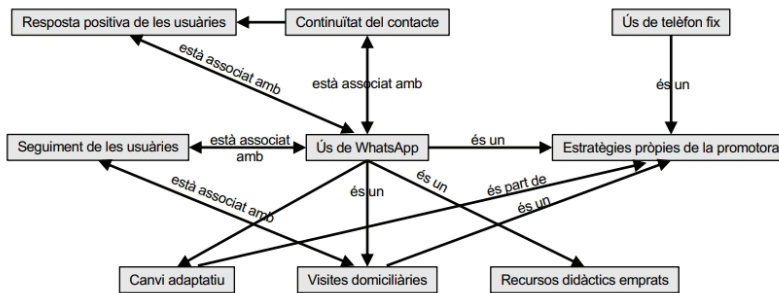 Resposta positiva de les usuàries
Continuïtat del contacte
Ús de telèfon fix
està associat amb
està associat amb
és un
Seguiment de les usuàries
està associat
amb
Ús de WhatsApp
és un
Estratègies pròpies de la promotora
està associat amb
és un
és un
és part de
és un
Canvi adaptatiu
Visites domiciliàries
Recursos didàctics emprats